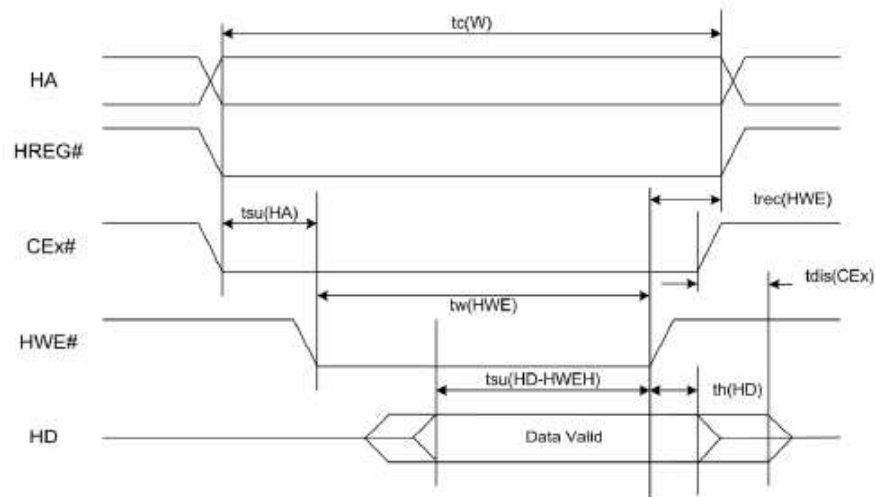 tc(W)
HA
HREG#
tsu(HA)
trec(HWE)
CEx#
tdis(CEx)
tw(HWE)
HWE#
tsu(HD-HWEH)
th(HD)
HD
Data Valid